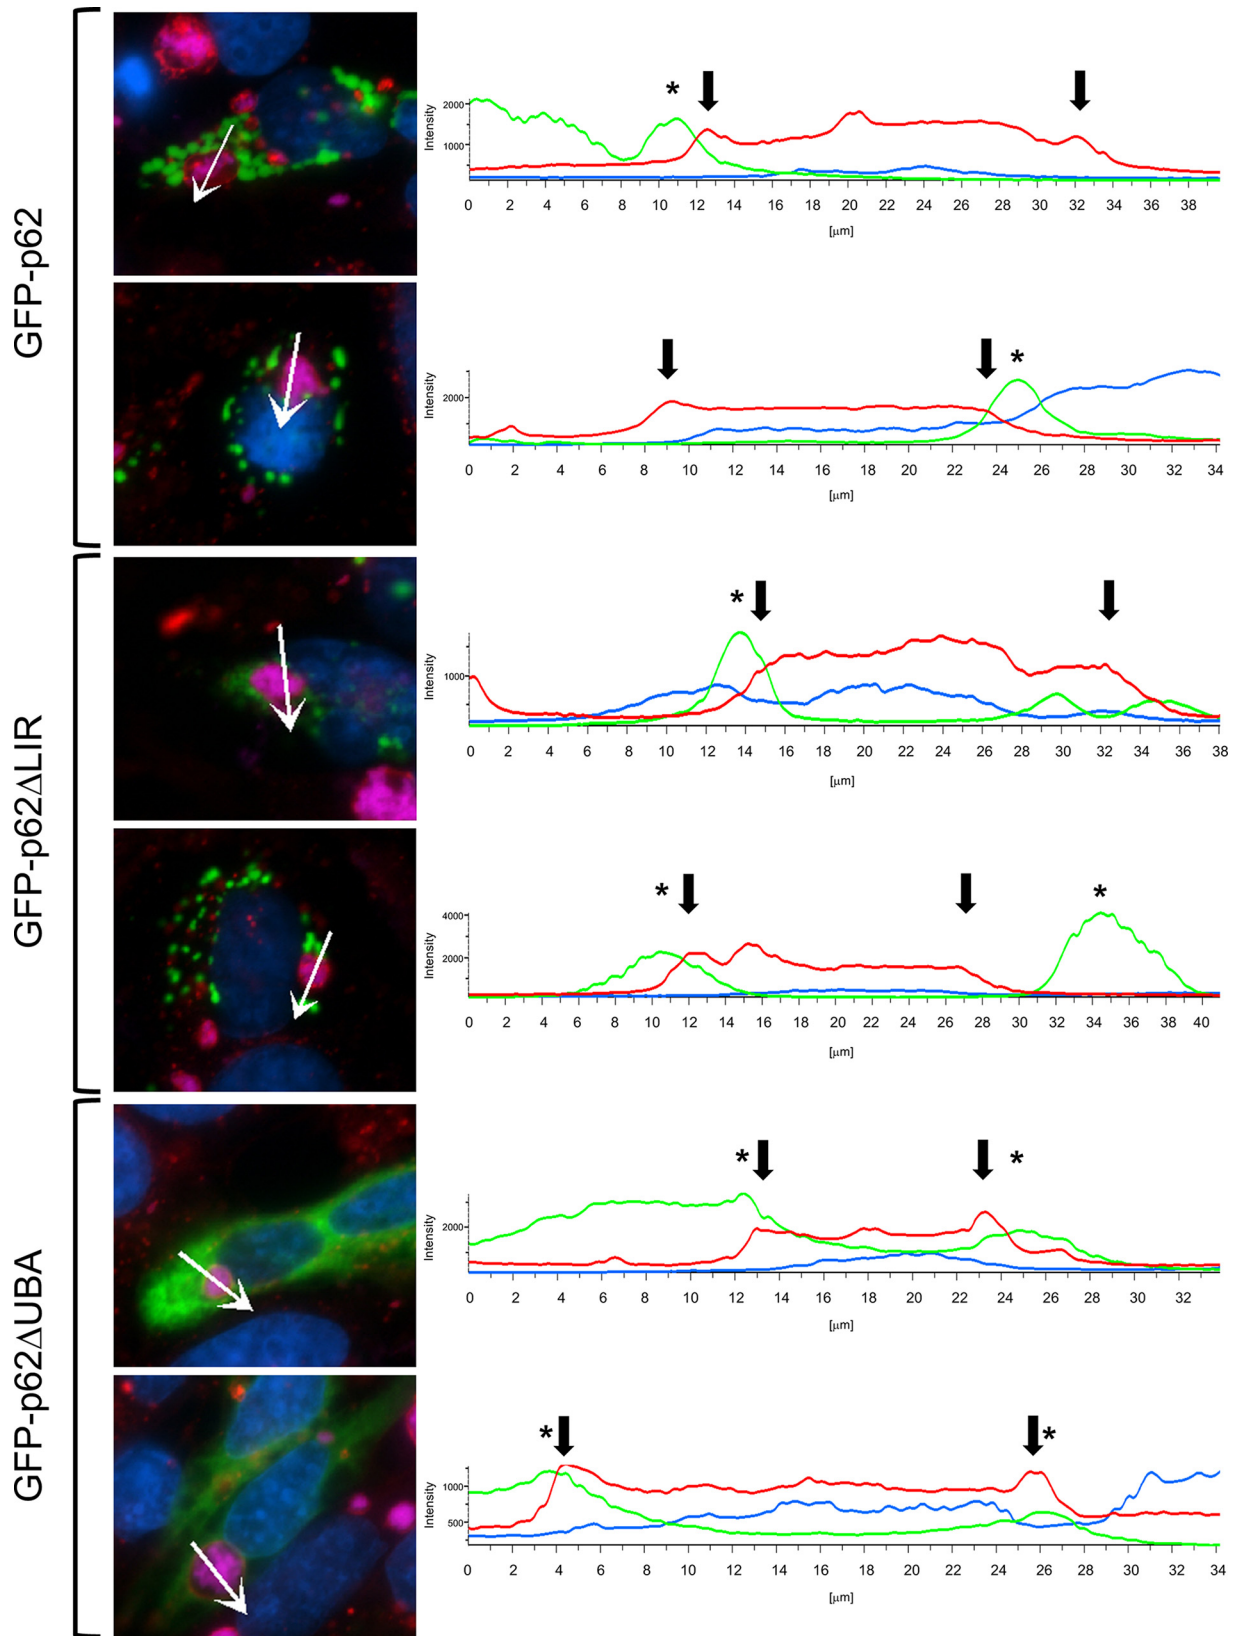 GFP-p62
*
Intensity
2000
1000
0 2 4 6 8 10 12 14 16 18 20 22 24 26 28 30 32 34 36 38
[µm]
*
Intensity
2000
0 2 4 6 8 10 12 14 16 18 20 22 24 26 28 30 32 34
[µm]
GFP-p62ΔLIR
*
Intensity
1000
0 2 4 6 8 10 12 14 16 18 20 22 24 26 28 30 32 34 36 38
[µm]
* *
Intensity
4000
2000
0 2 4 6 8 10 12 14 16 18 20 22 24 26 28 30 32 34 36 38 40
[µm]
GFP-p62ΔUBA
* *
Intensity
2000
0 2 4 6 8 10 12 14 16 18 20 22 24 26 28 30 32
[µm]
* *
Intensity
1000
500
0 2 4 6 8 10 12 14 16 18 20 22 24 26 28 30 32 34
[µm]